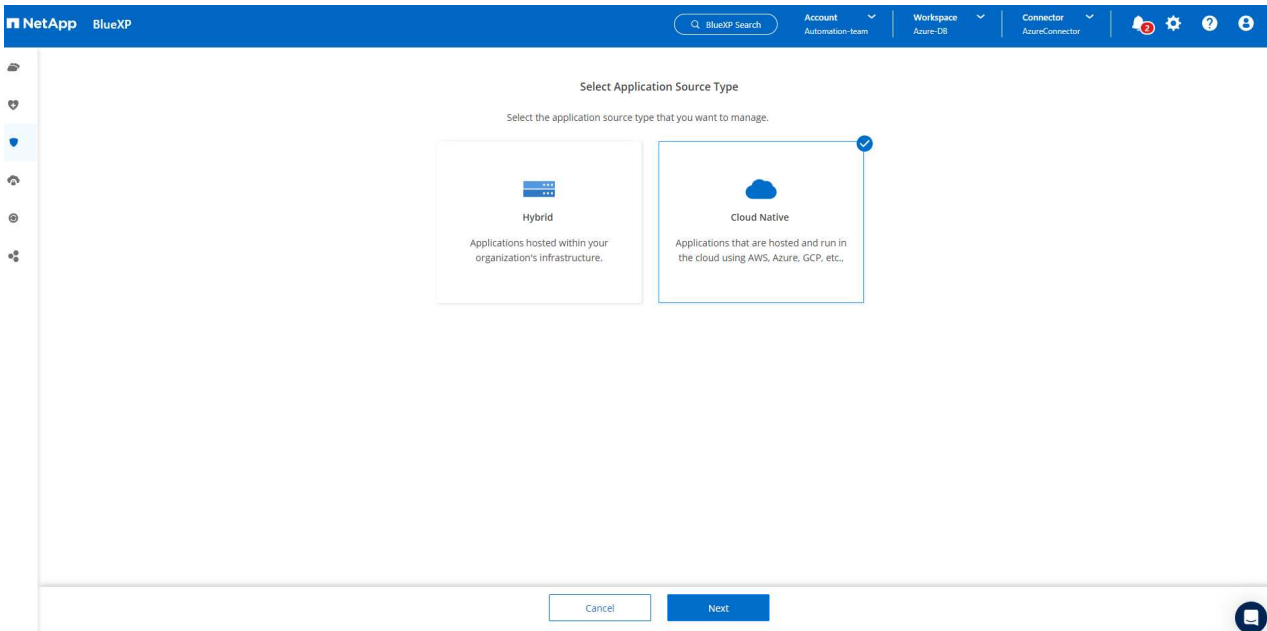 NetApp BlueXP
BlueXP Search
Account
Automation-team
Workspace
Azure-DB
Connector
AzureConnector
2
?
Select Application Source Type
Select the application source type that you want to manage.
Hybrid
Applications hosted within your
organization's infrastructure.
Cloud Native
Applications that are hosted and run in
the cloud using AWS, Azure, GCP, etc.,
Cancel
Next